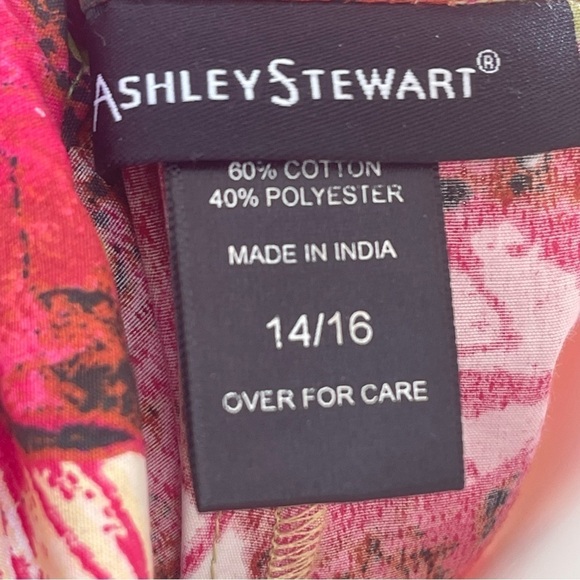 ASHLEY STEWART®
60% COTTON
40% POLYESTER
MADE IN INDIA
14/16
OVER FOR CARE